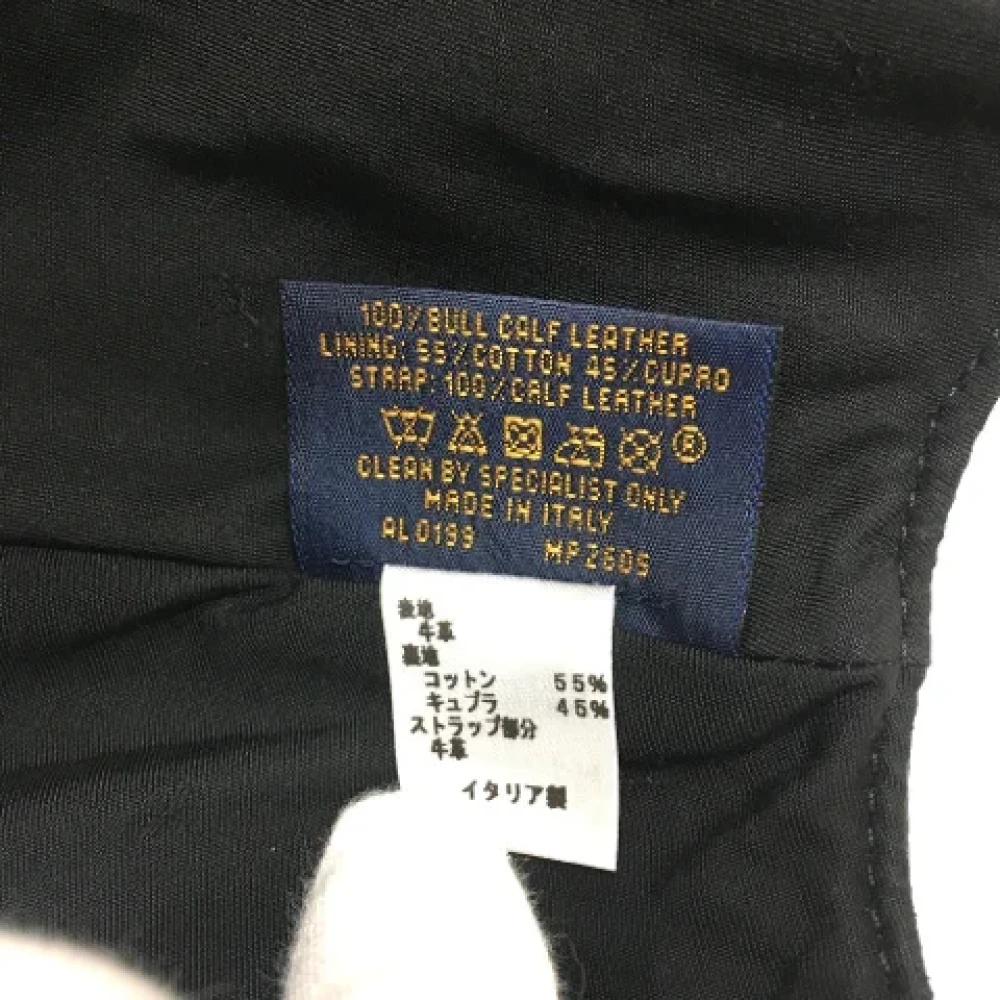 100% BULL CALF LEATHER
LINING: 55% COTTON 45% CUPRO
STRAP: 100% CALF LEATHER
®
CLEAN BY SPECIALIST ONLY
MADE IN ITALY
AL0199 MP2605
表地
牛革
裏地
コットン 55%
キュプラ 45%
ストラップ部分
牛革
イタリア製